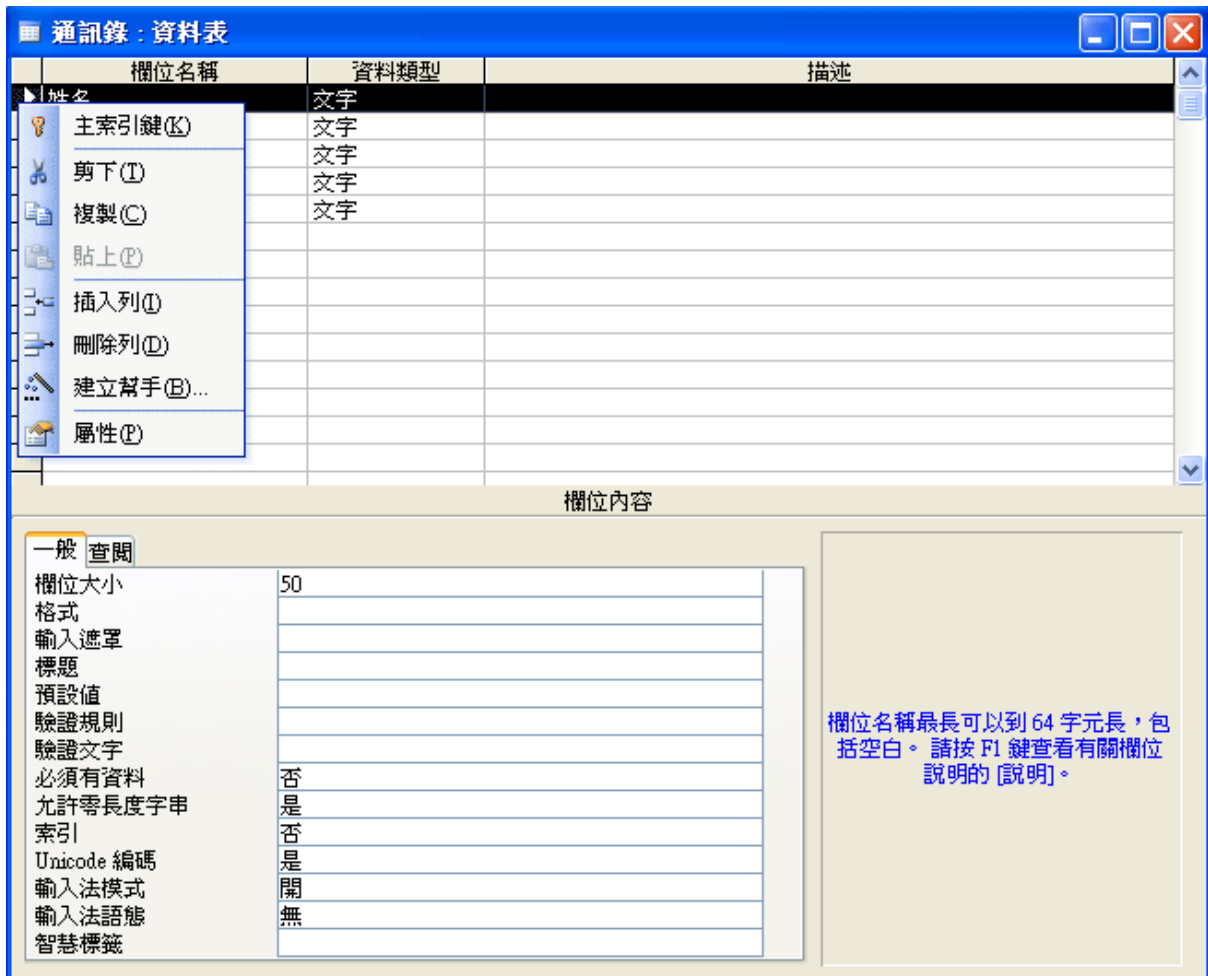 通訊錄 : 資料表
欄位名稱 資料類型 描述
姓名 文字
文字
文字
文字
文字
主索引鍵(K)
剪下(T)
複製(C)
貼上(P)
插入列(I)
刪除列(D)
建立幫手(B)...
屬性(P)
欄位內容
一般 查閱
欄位大小 50
格式
輸入遮罩
標題
預設值
驗證規則
驗證文字
必須有資料 否
允許零長度字串 是
索引 否
Unicode 編碼 是
輸入法模式 開
輸入法語態 無
智慧標籤
欄位名稱最長可以到 64 字元長，包
括空白。 請按 F1 鍵查看有關欄位
說明的 [說明]。